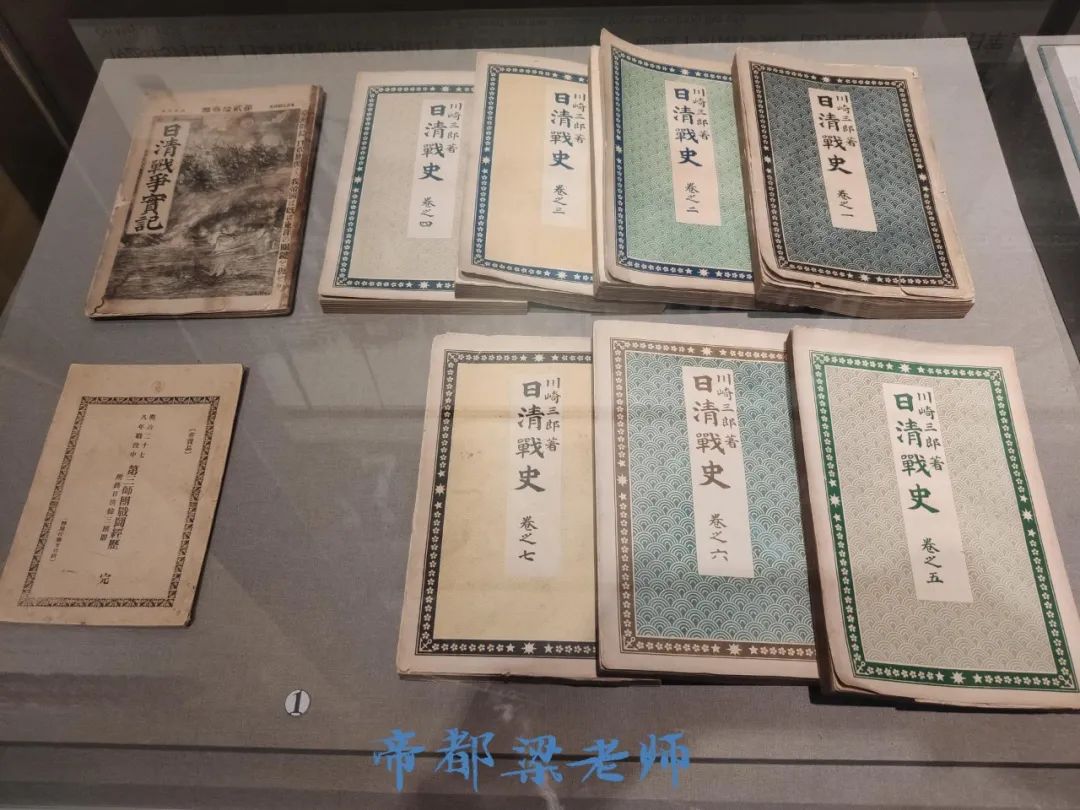 日清戰爭實記
川崎三郎著
日清戰史
卷之四
川崎三郎著
日清戰史
卷之三
川崎三郎著
日清戰史
卷之二
川崎三郎著
日清戰史
卷之一
明治二十七
八年戰役中
第三師團戰鬪經歷
完
川崎三郎著
日清戰史
卷之七
川崎三郎著
日清戰史
卷之六
川崎三郎著
日清戰史
卷之五
1
帝都梁老师